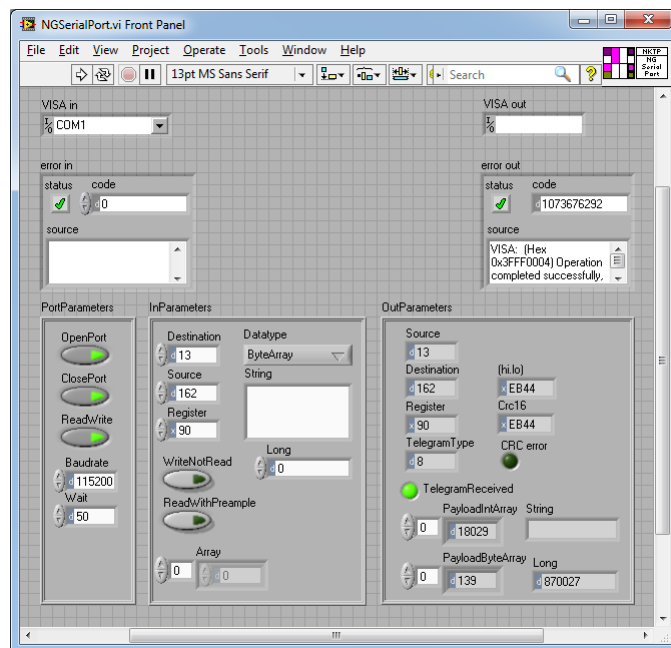 NGSerialPort.vi Front Panel
File Edit View Project Operate Tools Window Help
13pt MS Sans Serif
Search
NKTP
NG
Serial
Port
VISA in
COM1
VISA out
error in
status code
0
source
error out
status code
d 1073676292
source
VISA: (Hex
0x3FFF0004) Operation
completed successfully,
PortParameters
OpenPort
ClosePort
ReadWrite
Baudrate
d 115200
Wait
d 50
InParameters
Destination
d 13
Source
d 162
Register
x 90
WriteNotRead
ReadWithPreample
Array
0
d 0
Datatype
ByteArray
String
Long
d 0
OutParameters
Source
d 13
Destination
d 162
Register
x 90
TelegramType
d 8
(hi.lo)
x EB44
Crc16
x EB44
CRC error
TelegramReceived
PayloadIntArray
0
d 18029
String
PayloadByteArray
0
d 139
Long
d 870027